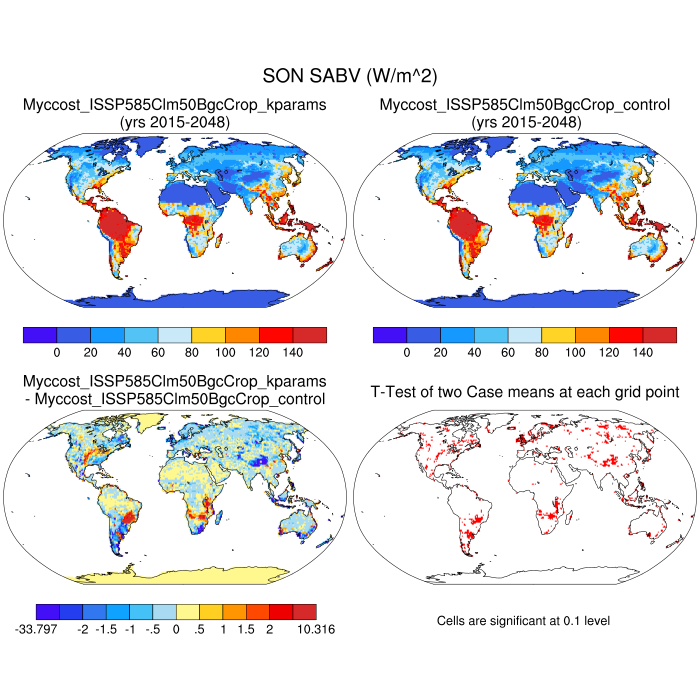 SON SABV (W/m^2)
Myccost_ISSP585Clm50BgcCrop_kparams
(yrs 2015-2048)
Myccost_ISSP585Clm50BgcCrop_control
(yrs 2015-2048)
0 20 40 60 80 100 120 140
0 20 40 60 80 100 120 140
Myccost_ISSP585Clm50BgcCrop_kparams
- Myccost_ISSP585Clm50BgcCrop_control
T-Test of two Case means at each grid point
-33.797 -2 -1.5 -1 -.5 0 .5 1 1.5 2 10.316
Cells are significant at 0.1 level